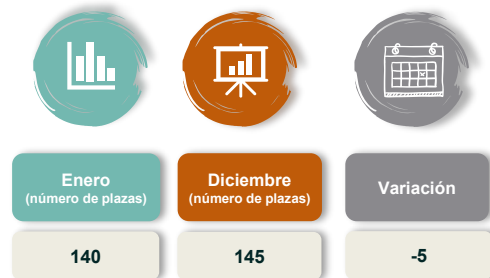 Enero
(número de plazas)
Diciembre
(número de plazas)
Variación
140
145
-5